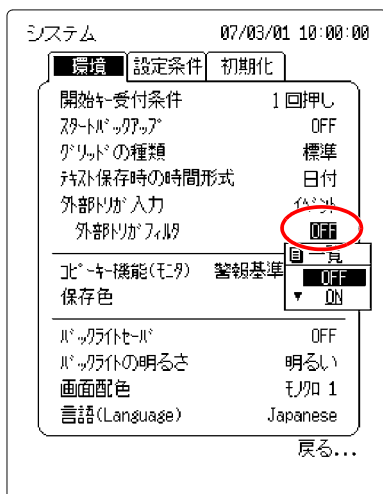 システム 07/03/01 10:00:00
環境 設定条件 初期化
開始ｷｰ受付条件 1回押し
ｽﾀｰﾄﾊﾞｯｸｱｯﾌﾟ OFF
ｸﾞﾘｯﾄﾞの種類 標準
ﾃｷｽﾄ保存時の時間形式 日付
外部ﾄﾘｶﾞ入力 ｲﾍﾞﾝﾄ
外部ﾄﾘｶﾞﾌｨﾙﾀ OFF
一覧
ｺﾋﾟｰｷｰ機能(ﾓﾆﾀ) 警報基準 OFF
保存色 ▼ ON
ﾊﾞｯｸﾗｲﾄｾｰﾊﾞ OFF
ﾊﾞｯｸﾗｲﾄの明るさ 明るい
画面配色 ﾓﾉｸﾛ 1
言語(Language) Japanese
戻る...